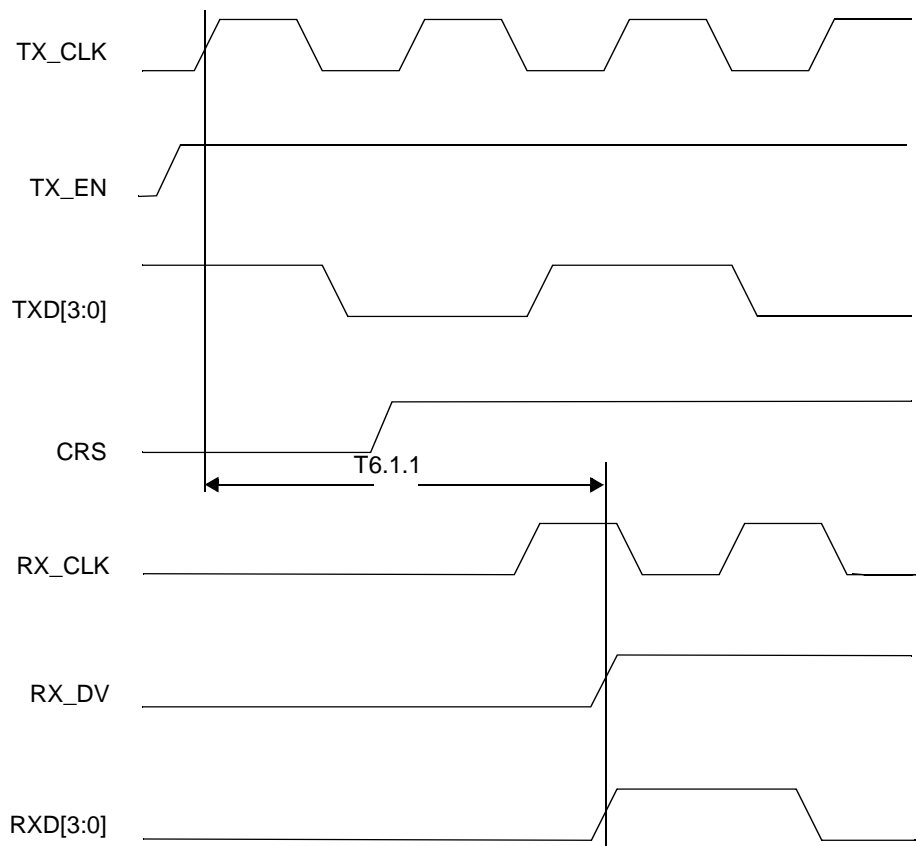 TX_CLK
TX_EN
TXD[3:0]
CRS
T6.1.1
RX_CLK
RX_DV
RXD[3:0]